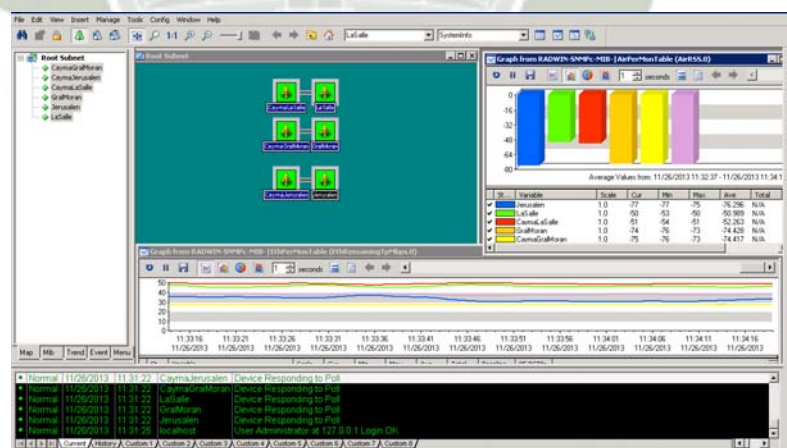 File Edit View Insert Manage Tools Config Window Help
1:1 LaSalle SystemInfo
Root Subnet
CaymaGralMoran
CaymaJerusalen
CaymaLaSalle
GralMoran
Jerusalen
LaSalle
Map Mib Trend Event Menu
Root Subnet
CaymaLaSalle LaSalle
CaymaGralMoran GralMoran
CaymaJerusalen Jerusalen
Graph from RADWIN-SNMPc-MIB-[AirPerMonTable (AirRSS.0)
1 seconds
0
-16
-32
-48
-64
-80
Average Values from: 11/26/2013 11:32:37 - 11/26/2013 11:34:1
St... Variable Scale Cur Min Max Ave Total
Jerusalen 1.0 -77 -77 -75 -76.296 N/A
LaSalle 1.0 -50 -53 -50 -50.989 N/A
CaymaLaSalle 1.0 -51 -54 -51 -52.263 N/A
GralMoran 1.0 -74 -76 -73 -74.428 N/A
CaymaGralMoran 1.0 -75 -76 -73 -74.417 N/A
Graph from RADWIN-SNMPc-MIB-
1 seconds
50
40
30
20
10
0
11:33:16 11:33:21 11:33:26 11:33:31 11:33:36 11:33:41 11:33:46 11:33:51 11:33:56 11:34:01 11:34:06 11:34:11 11:34:16
11/26/2013 11/26/2013 11/26/2013 11/26/2013 11/26/2013 11/26/2013 11/26/2013 11/26/2013 11/26/2013 11/26/2013 11/26/2013 11/26/2013 11/26/2013
Normal 11/26/2013 11:31:22 CaymaJerusalen Device Responding to Poll
Normal 11/26/2013 11:31:22 CaymaGralMoran Device Responding to Poll
Normal 11/26/2013 11:31:22 LaSalle Device Responding to Poll
Normal 11/26/2013 11:31:22 GralMoran Device Responding to Poll
Normal 11/26/2013 11:31:22 Jerusalen Device Responding to Poll
Normal 11/26/2013 11:31:25 localhost User Administrator at 127.0.0.1 Login OK
Current History Custom 1 Custom 2 Custom 3 Custom 4 Custom 5 Custom 6 Custom 7 Custom 8